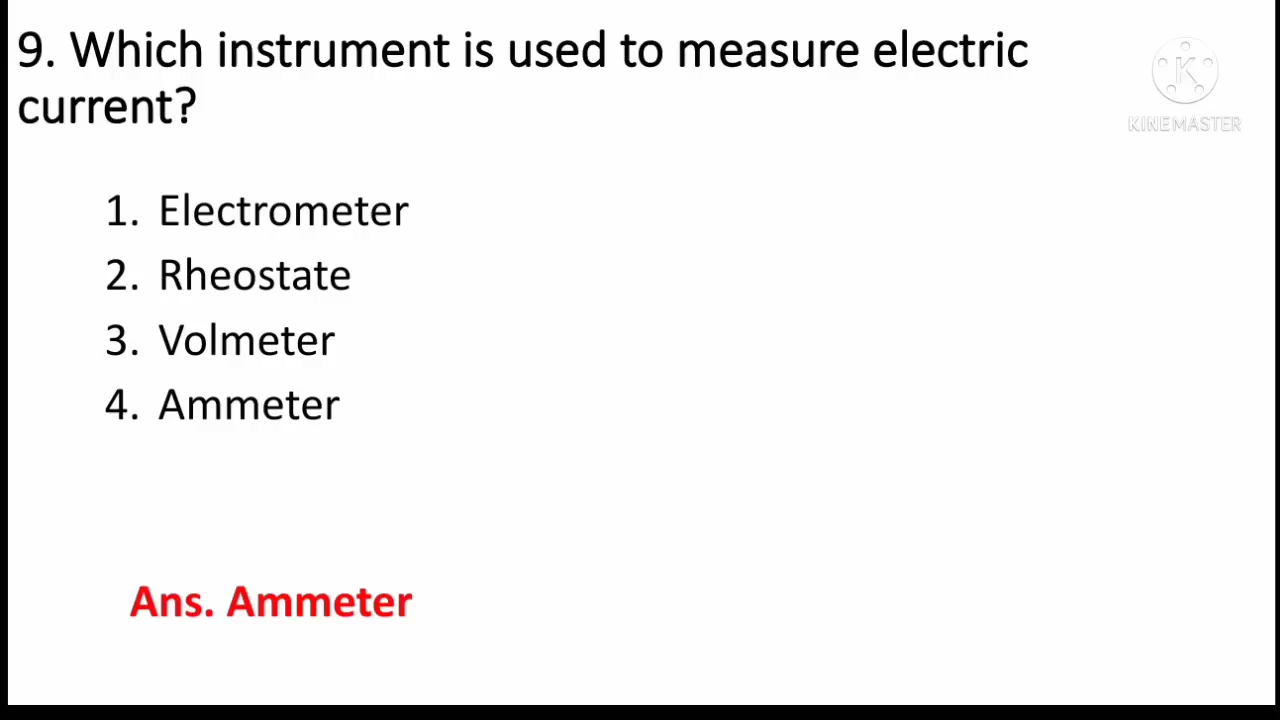 9. Which instrument is used to measure electric
current?
K
KINEMASTER
1. Electrometer
2. Rheostate
3. Volmeter
4. Ammeter
Ans. Ammeter